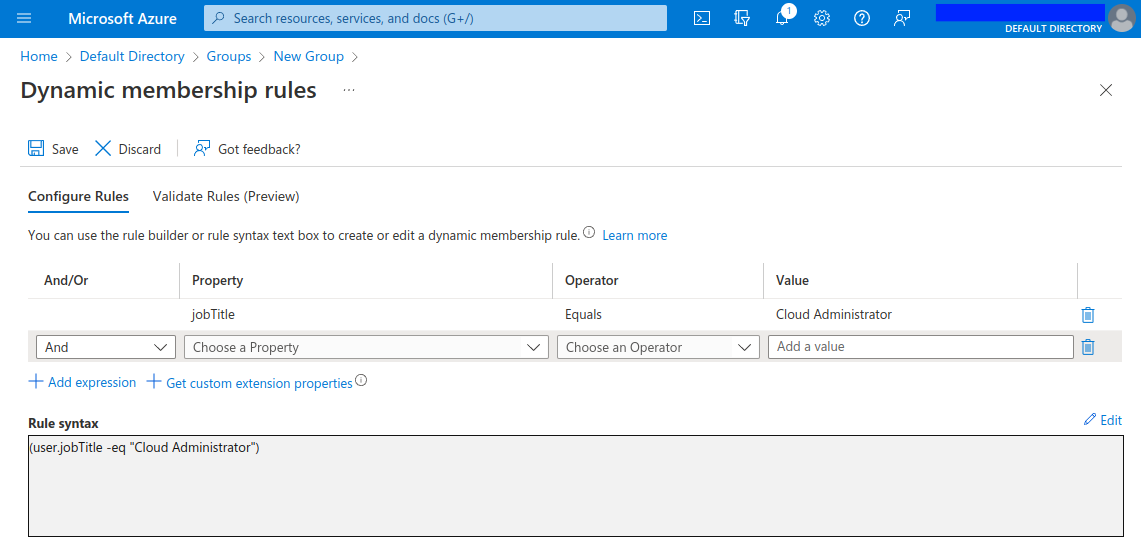 Microsoft Azure
Search resources, services, and docs (G+/)
1
DEFAULT DIRECTORY
Home > Default Directory > Groups > New Group >
Dynamic membership rules ...
Save Discard Got feedback?
Configure Rules Validate Rules (Preview)
You can use the rule builder or rule syntax text box to create or edit a dynamic membership rule. Learn more
And/Or Property Operator Value
jobTitle Equals Cloud Administrator
And Choose a Property Choose an Operator Add a value
+ Add expression + Get custom extension properties
Rule syntax Edit
(user.jobTitle -eq "Cloud Administrator")